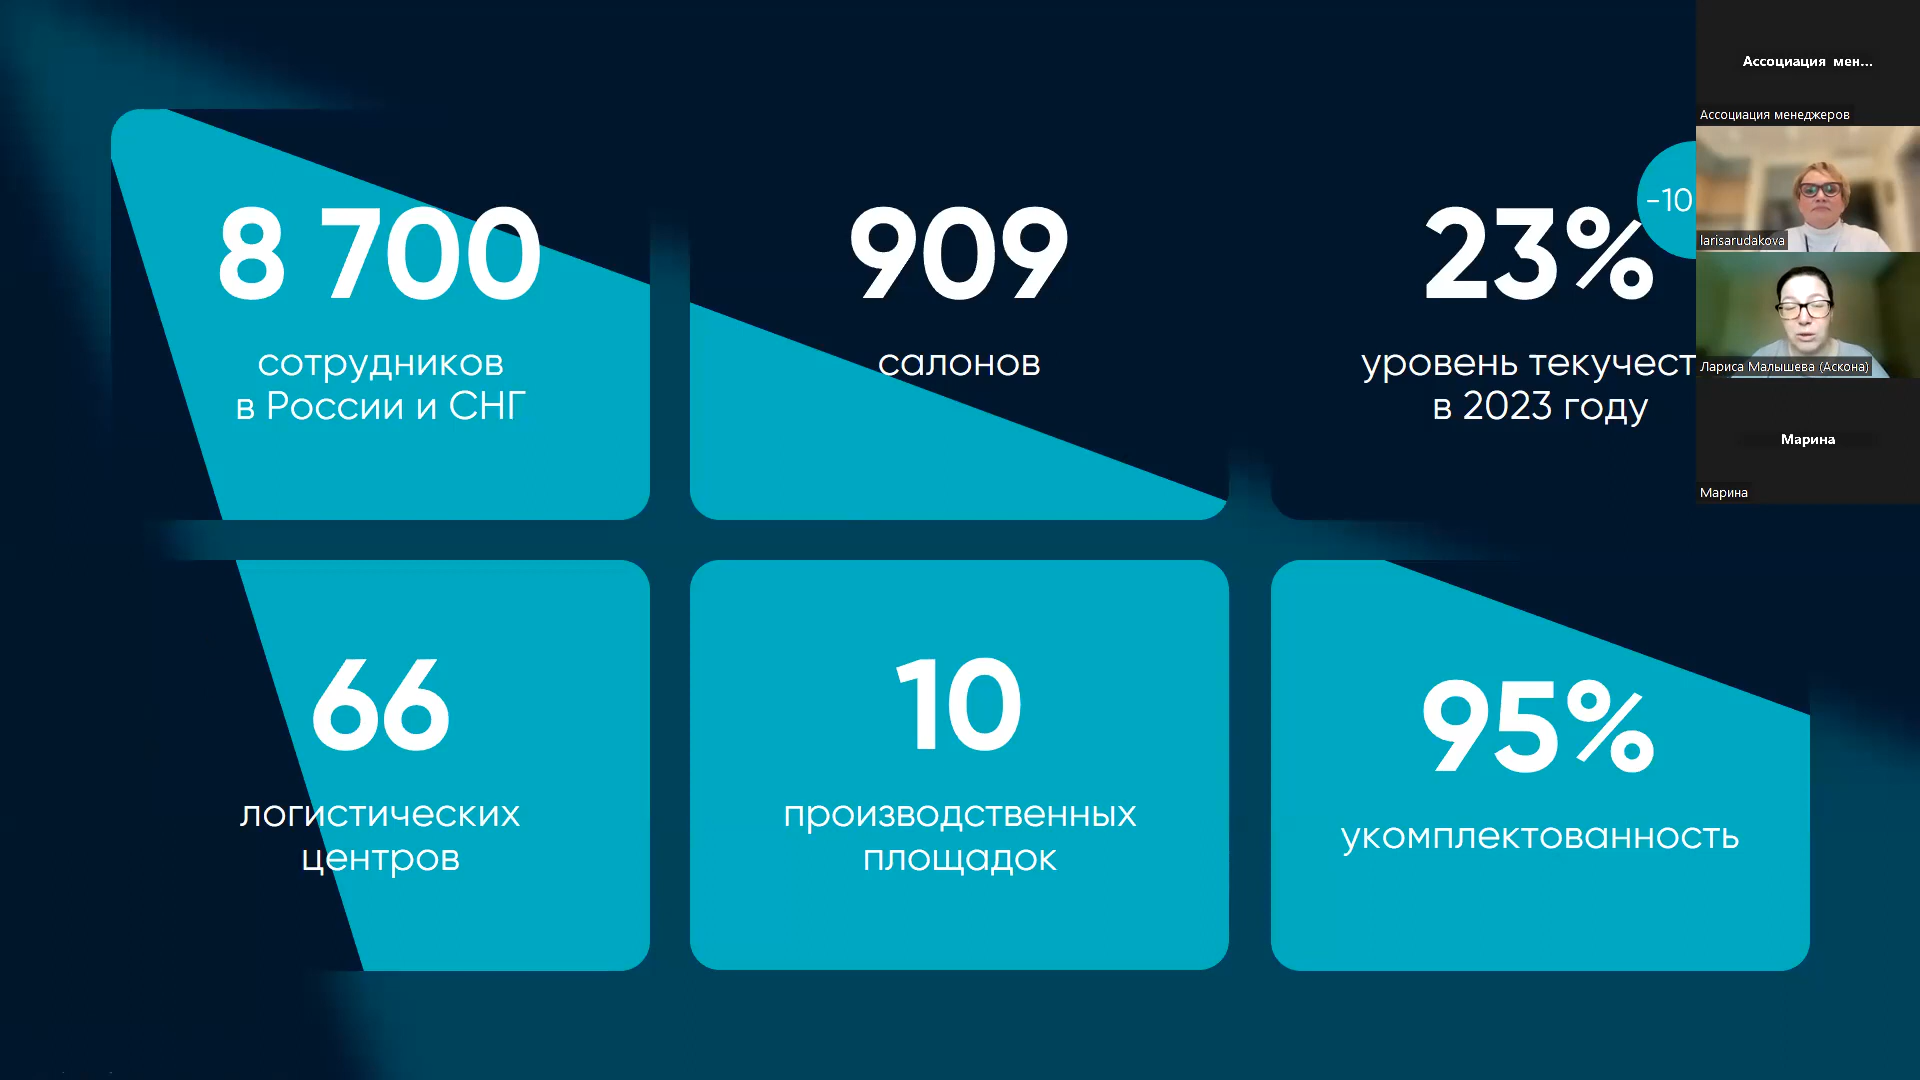 8 700
сотрудников
в России и СНГ
909
салонов
23%
-10
уровень текучест
в 2023 году
66
логистических
центров
10
производственных
площадок
95%
укомплектованность
Ассоциация мен...
Ассоциация менеджеров
larisarudakova
Лариса Малышева (Аскона)
Марина
Марина